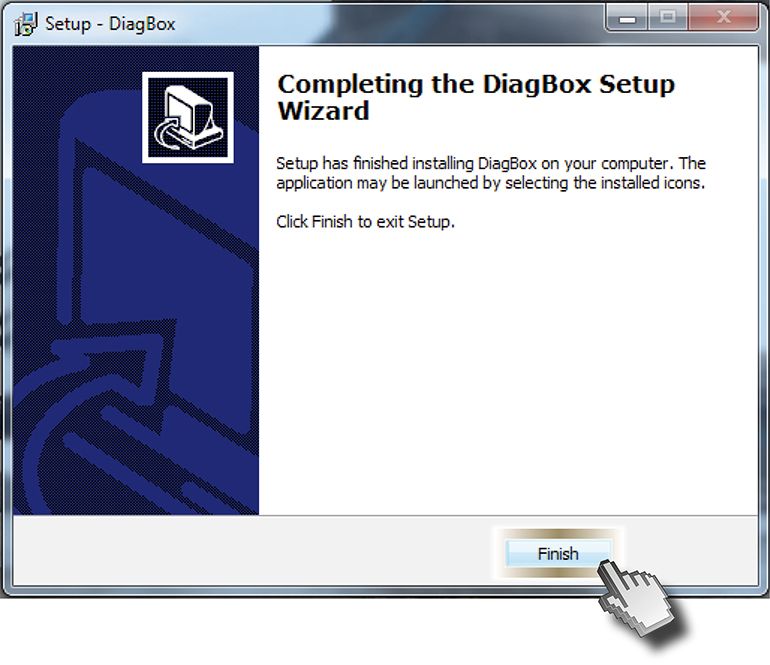 Setup - DiagBox
Completing the DiagBox Setup
Wizard
Setup has finished installing DiagBox on your computer. The
application may be launched by selecting the installed icons.
Click Finish to exit Setup.
Finish